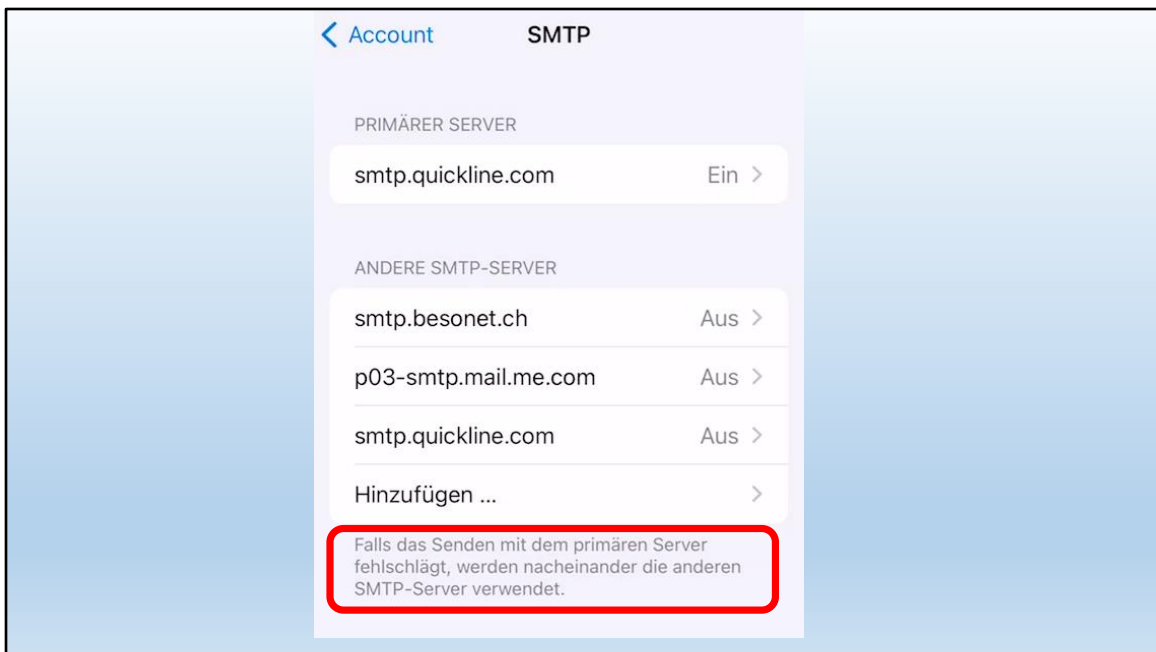 Account
SMTP
PRIMÄRER SERVER
smtp.quickline.com Ein
ANDERE SMTP-SERVER
smtp.besonet.ch Aus
p03-smtp.mail.me.com Aus
smtp.quickline.com Aus
Hinzufügen ...
Falls das Senden mit dem primären Server
fehlschlägt, werden nacheinander die anderen
SMTP-Server verwendet.